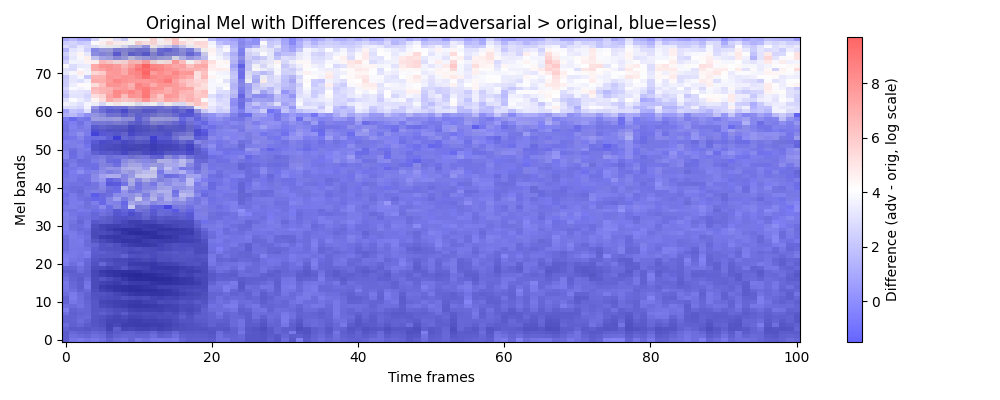 Original Mel with Differences (red=adversarial > original, blue=less)
Mel bands
70
60
50
40
30
20
10
0
0 20 40 60 80 100
Time frames
8
6
4
2
0
Difference (adv - orig, log scale)